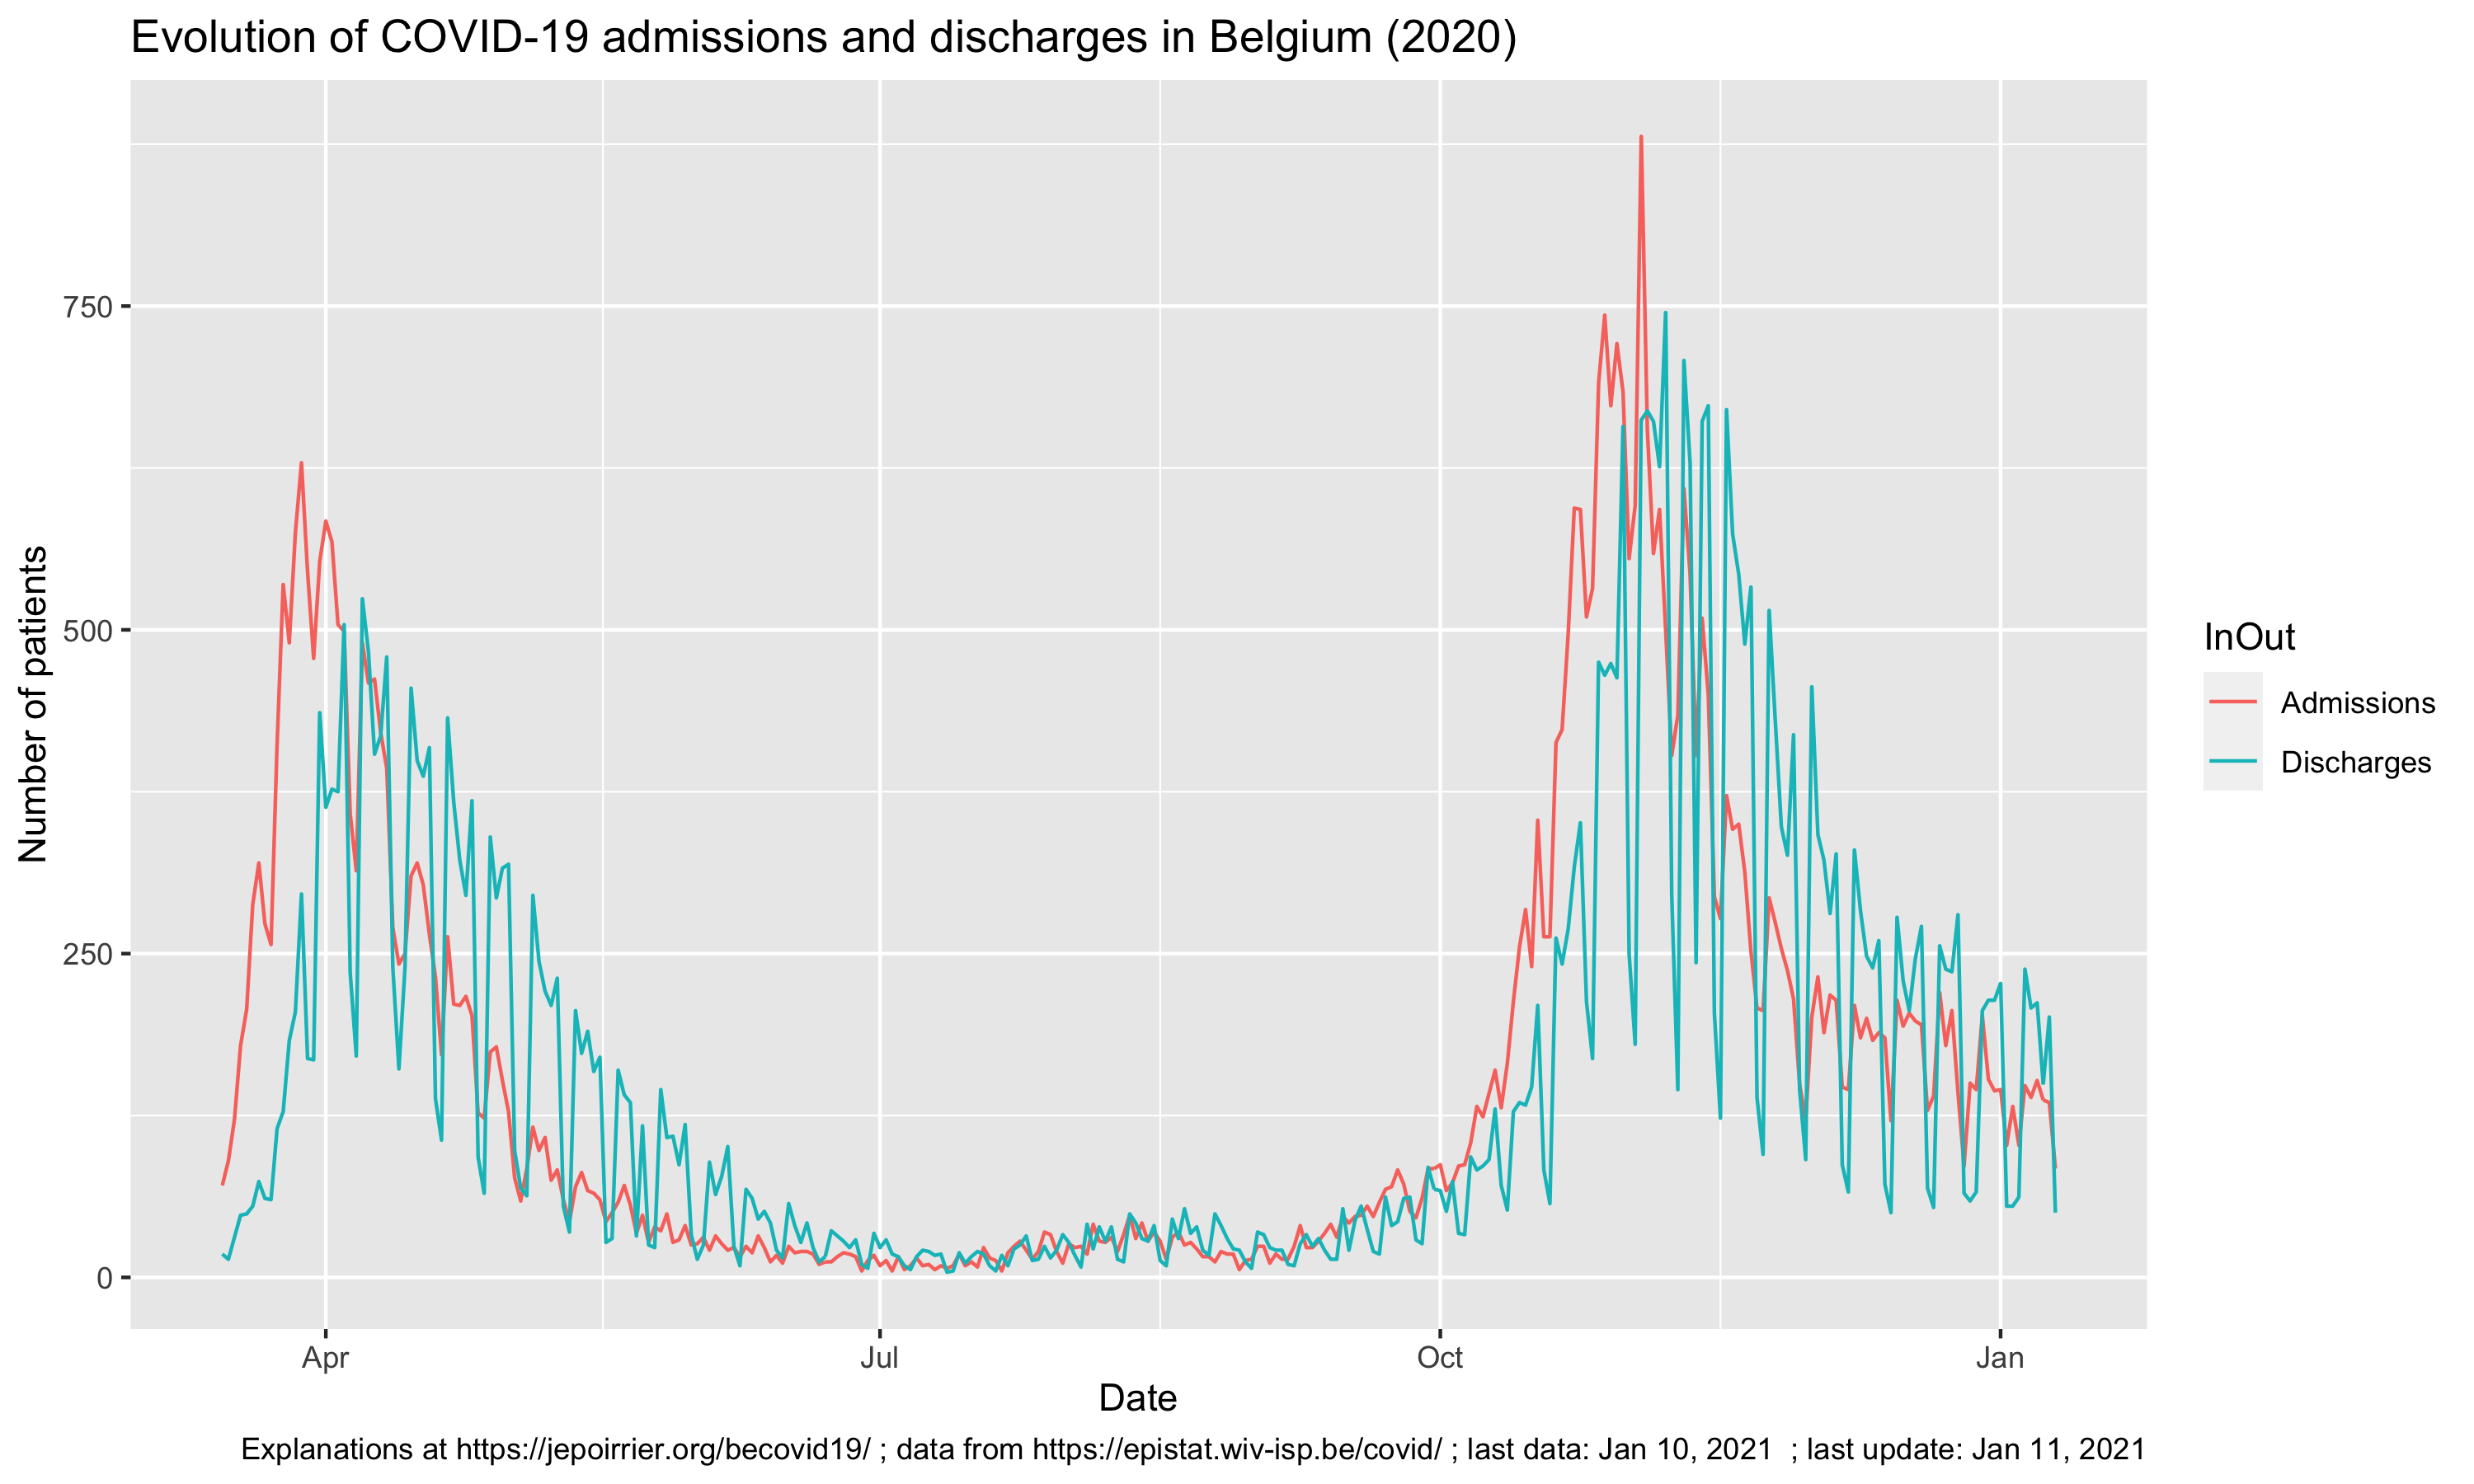 Evolution of COVID-19 admissions and discharges in Belgium (2020)
Number of patients
750
500
250
0
Apr
Jul
Oct
Jan
Date
InOut
Admissions
Discharges
Explanations at https://jepoirrier.org/becovid19/ ; data from https://epistat.wiv-isp.be/covid/ ; last data: Jan 10, 2021  ; last update: Jan 11, 2021